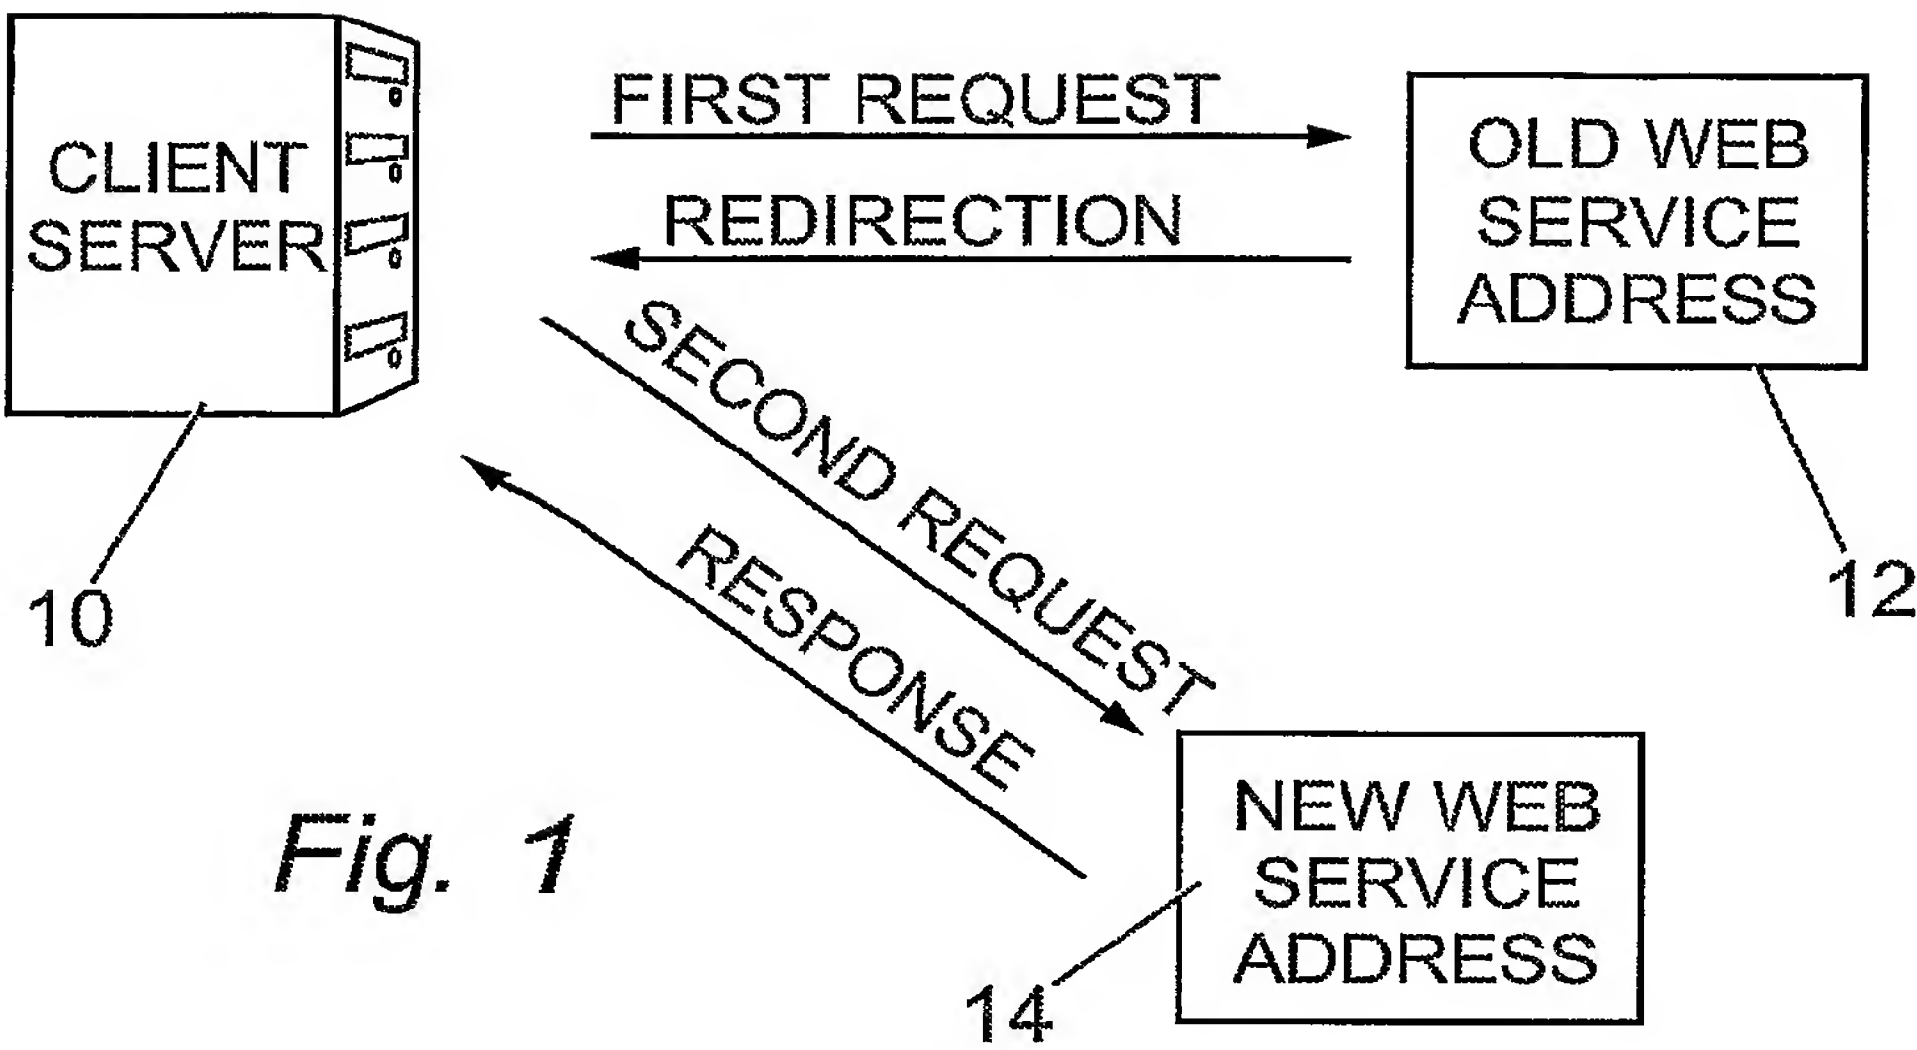 CLIENT
SERVER
FIRST REQUEST
REDIRECTION
OLD WEB
SERVICE
ADDRESS
SECOND REQUEST
RESPONSE
10
12
NEW WEB
SERVICE
ADDRESS
14
Fig. 1